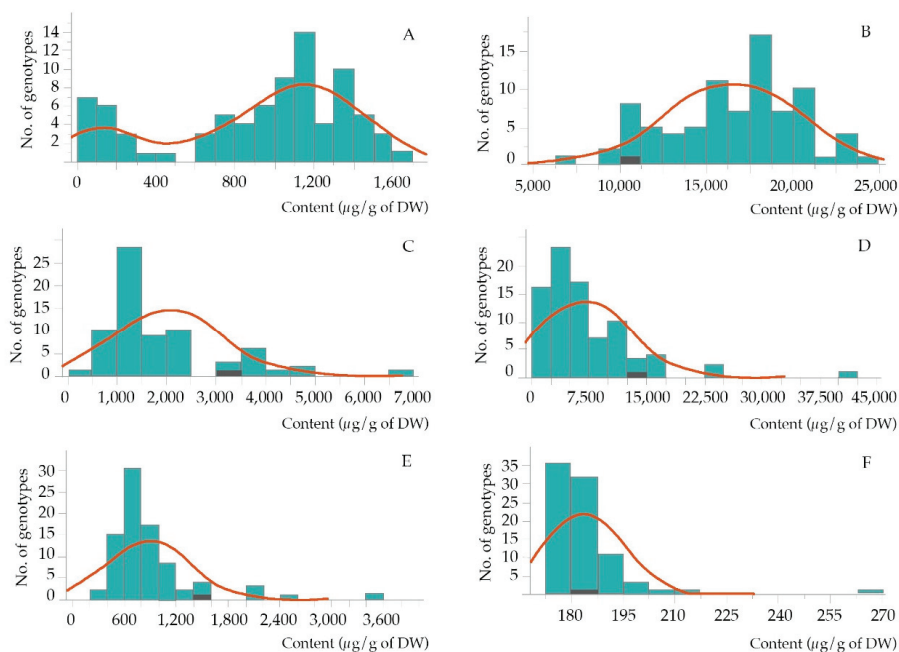 A
No. of genotypes
14
12
10
8
6
4
2
0 400 800 1,200 1,600
Content (µg/g of DW)
B
No. of genotypes
15
10
5
0
5,000 10,000 15,000 20,000 25,000
Content (µg/g of DW)
C
No. of genotypes
25
20
15
10
5
0
0 1,000 2,000 3,000 4,000 5,000 6,000 7,000
Content (µg/g of DW)
D
No. of genotypes
20
15
10
5
0
0 7,500 15,000 22,500 30,000 37,500 45,000
Content (µg/g of DW)
E
No. of genotypes
30
25
20
15
10
5
0
0 600 1,200 1,800 2,400 3,000 3,600
Content (µg/g of DW)
F
No. of genotypes
35
30
25
20
15
10
5
180 195 210 225 240 255 270
Content (µg/g of DW)